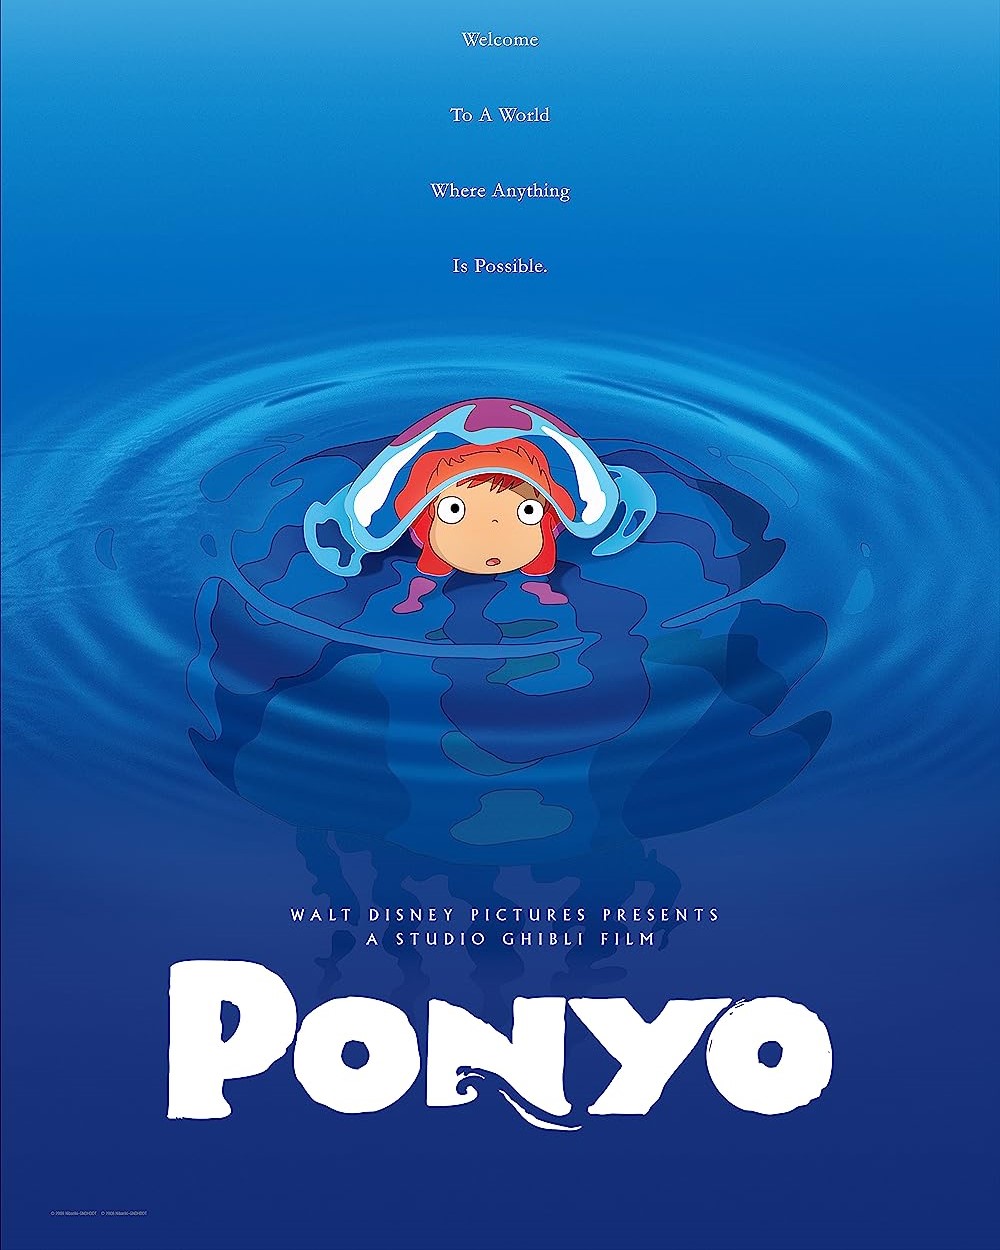 Welcome
To A World
Where Anything
Is Possible.
WALT DISNEY PICTURES PRESENTS
A STUDIO GHIBLI FILM
PONYO